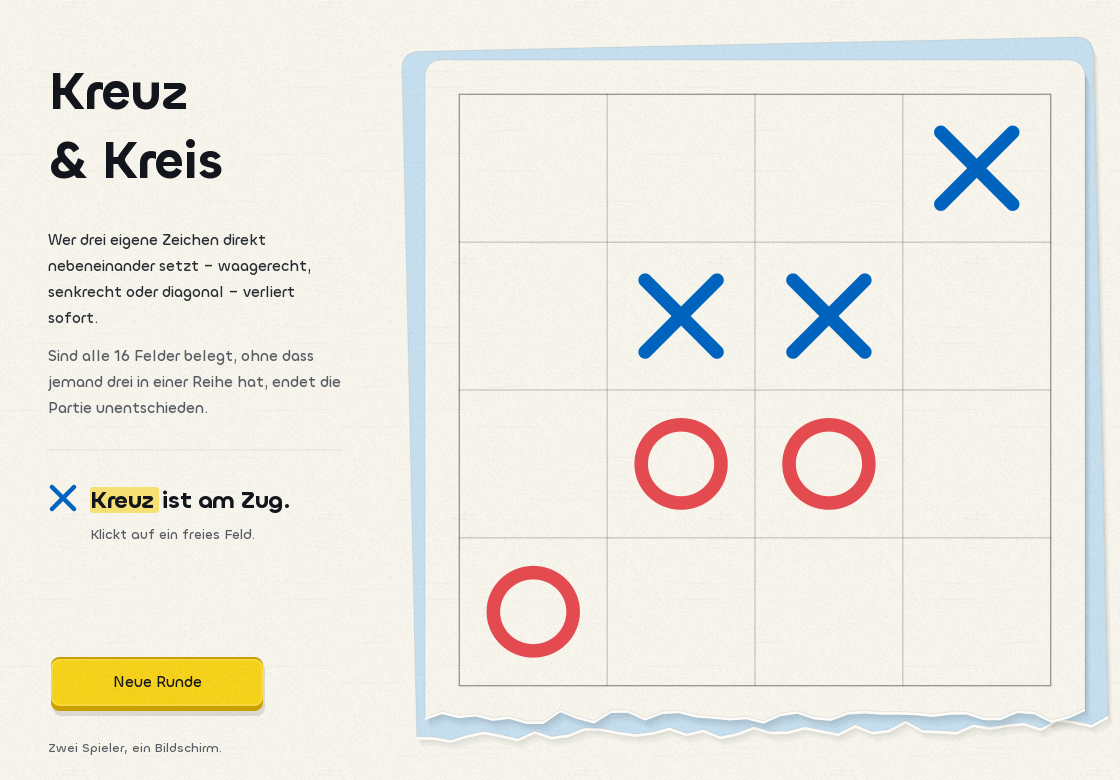 Kreuz
& Kreis
Wer drei eigene Zeichen direkt
nebeneinander setzt – waagerecht,
senkrecht oder diagonal – verliert
sofort.
Sind alle 16 Felder belegt, ohne dass
jemand drei in einer Reihe hat, endet die
Partie unentschieden.
Kreuz ist am Zug.
Klickt auf ein freies Feld.
Neue Runde
Zwei Spieler, ein Bildschirm.